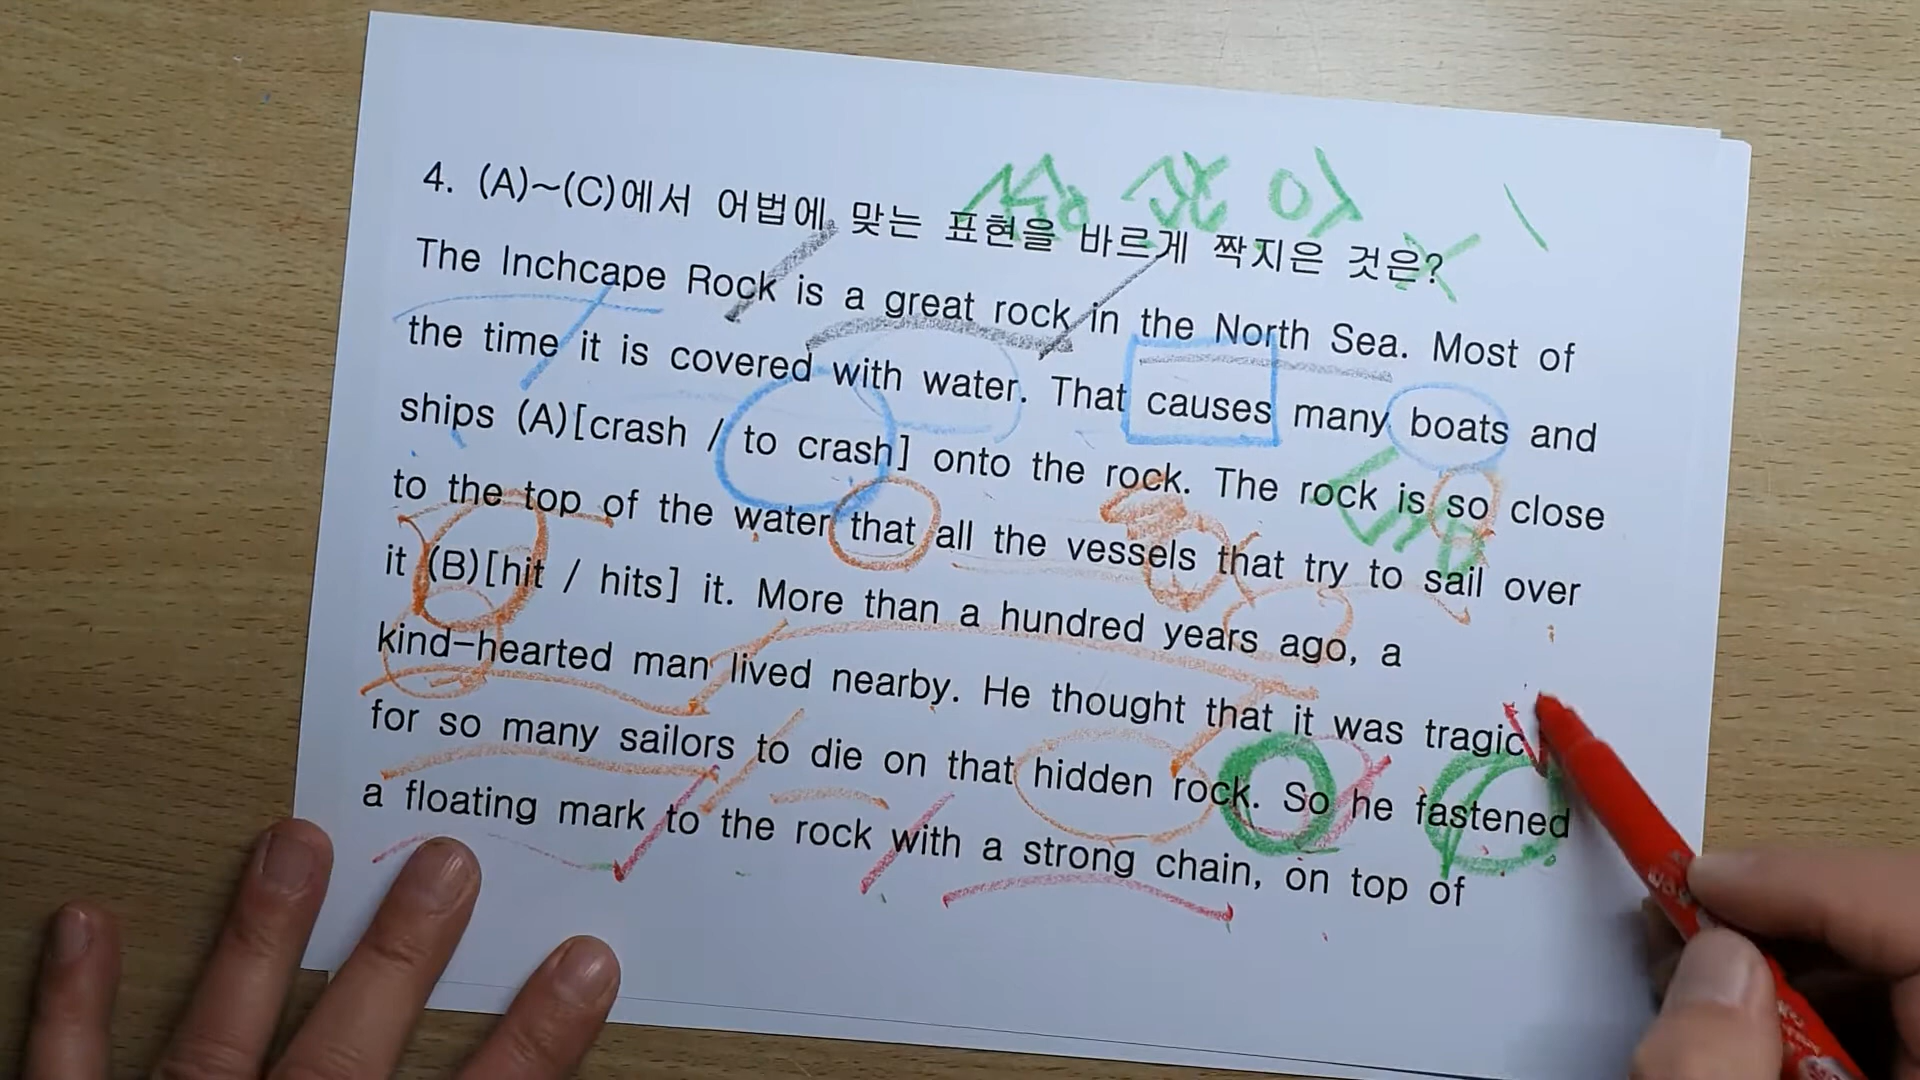 4. (A)~(C)에서 어법에 맞는 표현을 바르게 짝지은 것은?
The Inchcape Rock is a great rock in the North Sea. Most of
the time it is covered with water. That causes many boats and
ships (A)[crash / to crash] onto the rock. The rock is so close
to the top of the water that all the vessels that try to sail over
it (B)[hit / hits] it. More than a hundred years ago, a
kind-hearted man lived nearby. He thought that it was tragic
for so many sailors to die on that hidden rock. So he fastened
a floating mark to the rock with a strong chain, on top of